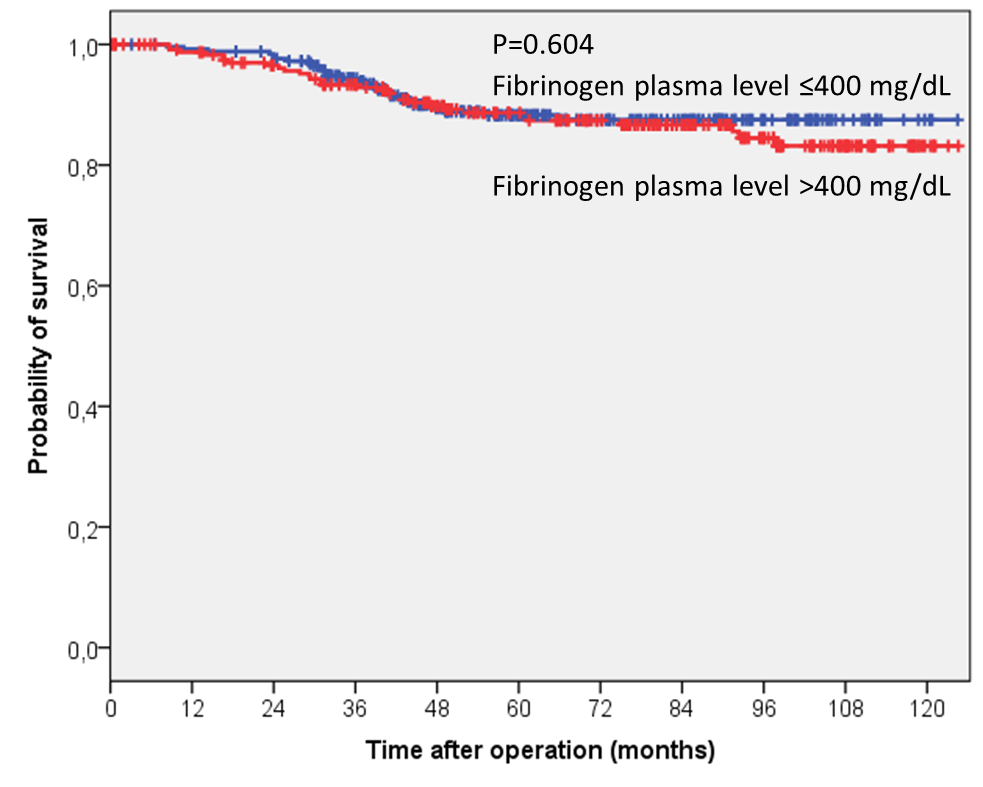 P=0.604
Fibrinogen plasma level ≤400 mg/dL
Fibrinogen plasma level >400 mg/dL
Probability of survival
1,0
0,8
0,6
0,4
0,2
0,0
0 12 24 36 48 60 72 84 96 108 120
Time after operation (months)